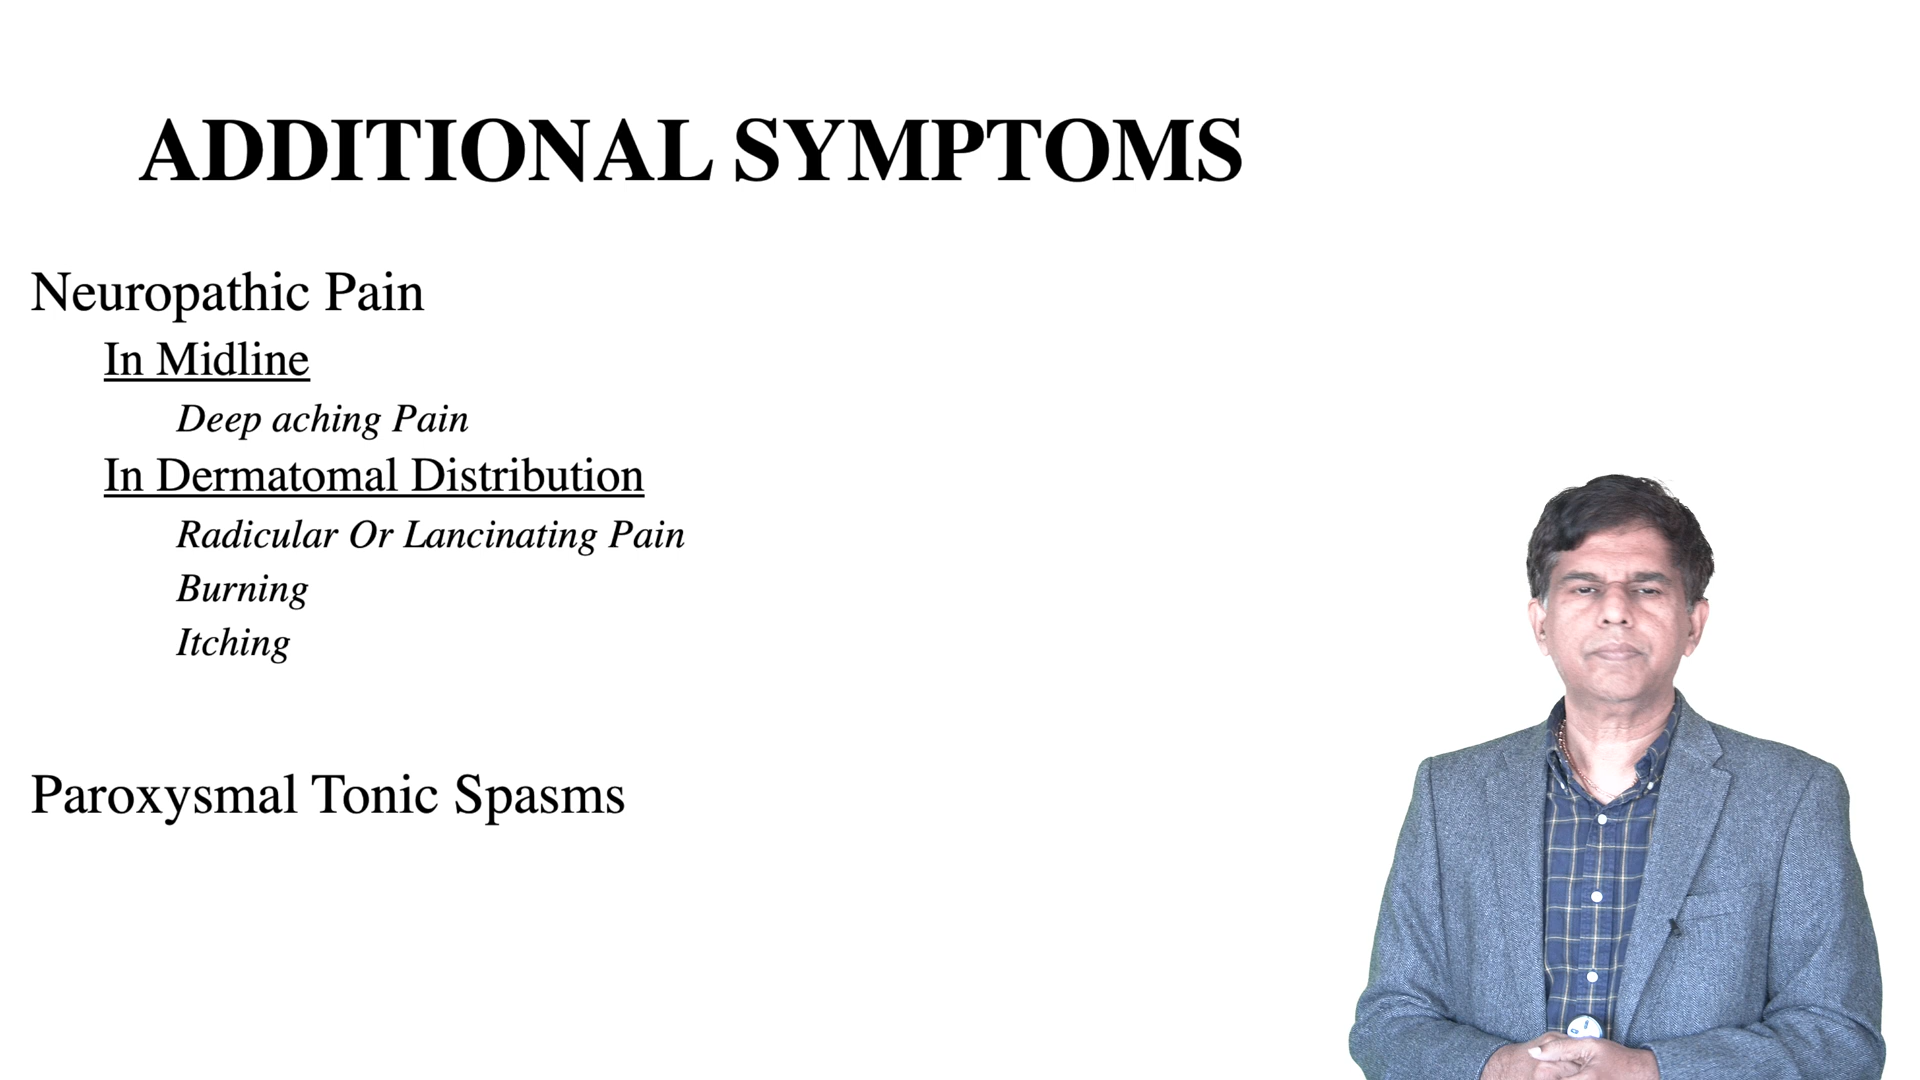 ADDITIONAL SYMPTOMS
Neuropathic Pain
In Midline
Deep aching Pain
In Dermatomal Distribution
Radicular Or Lancinating Pain
Burning
Itching
Paroxysmal Tonic Spasms